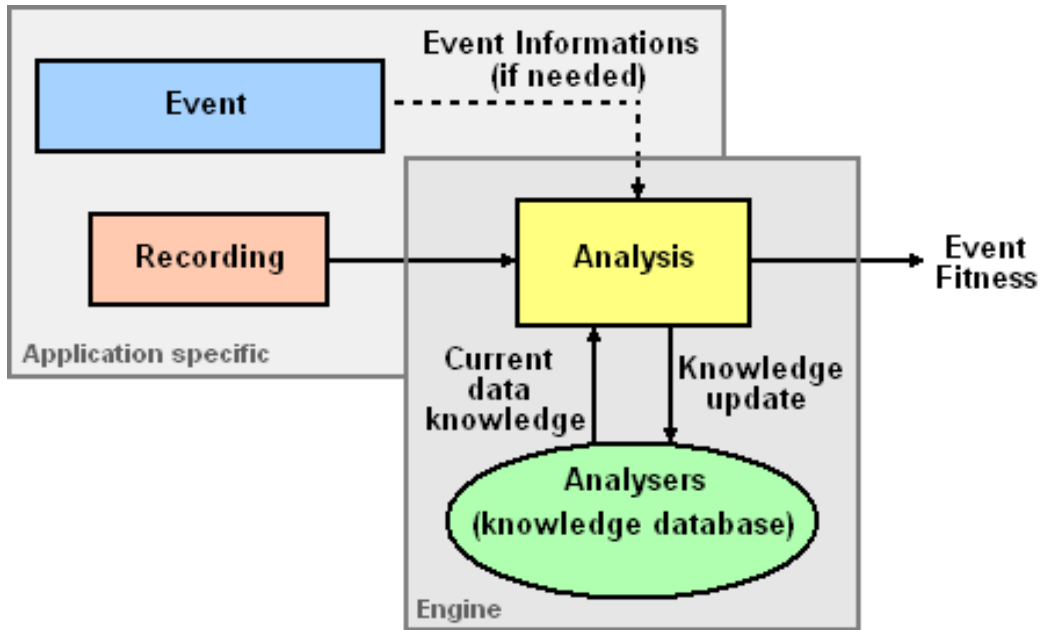 Event Informations
(if needed)
Event
Recording
Analysis
Event
Fitness
Application specific
Current
data
knowledge
Knowledge
update
Analysers
(knowledge database)
Engine